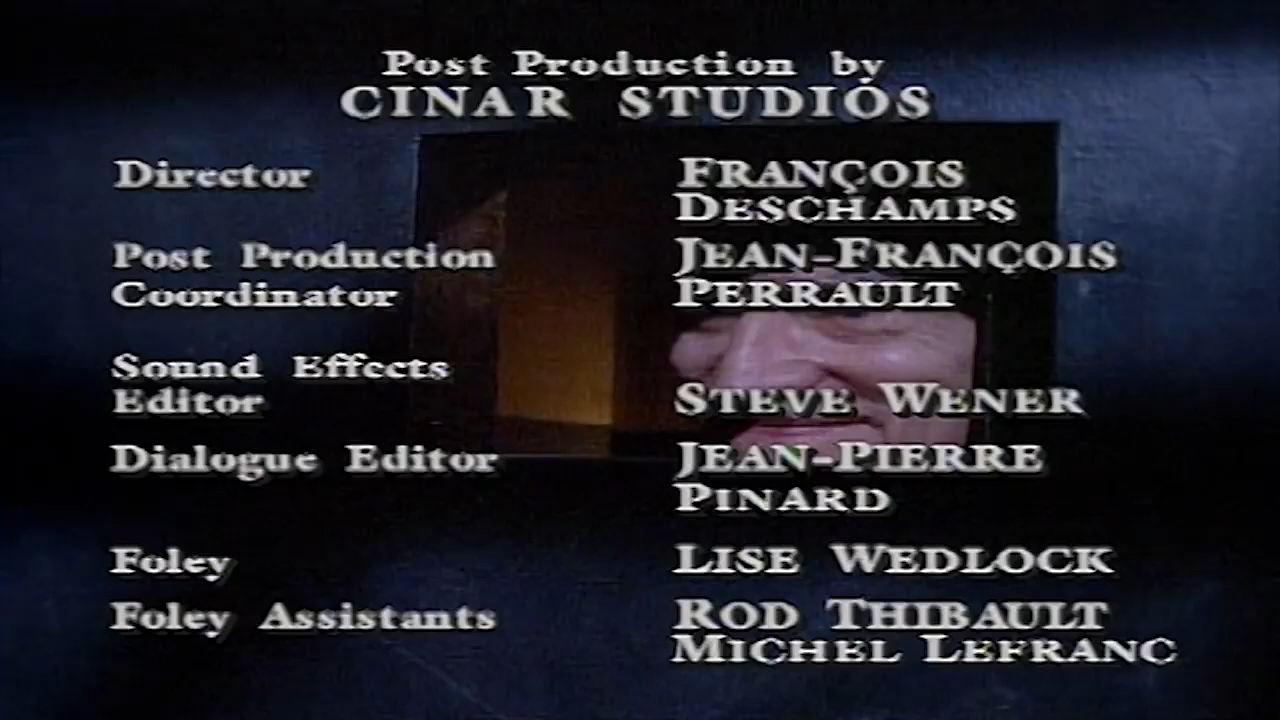 Post Production by
CINAR STUDIOS
Director FRANÇOIS
DESCHAMPS
Post Production JEAN-FRANÇOIS
Coordinator PERRAULT
Sound Effects
Editor STEVE WENER
Dialogue Editor JEAN-PIERRE
PINARD
Foley LISE WEDLOCK
Foley Assistants ROD THIBAULT
MICHEL LEFRANC